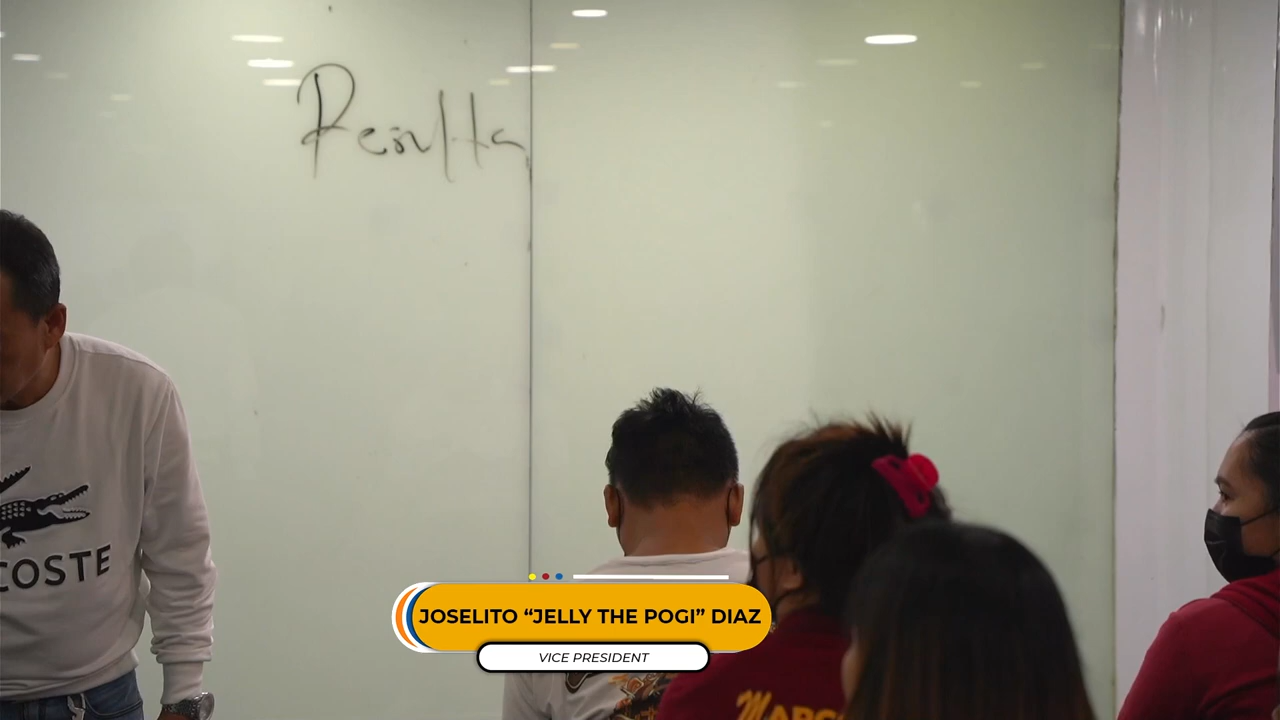 Results
COSTE
JOSELITO “JELLY THE POGI” DIAZ
VICE PRESIDENT